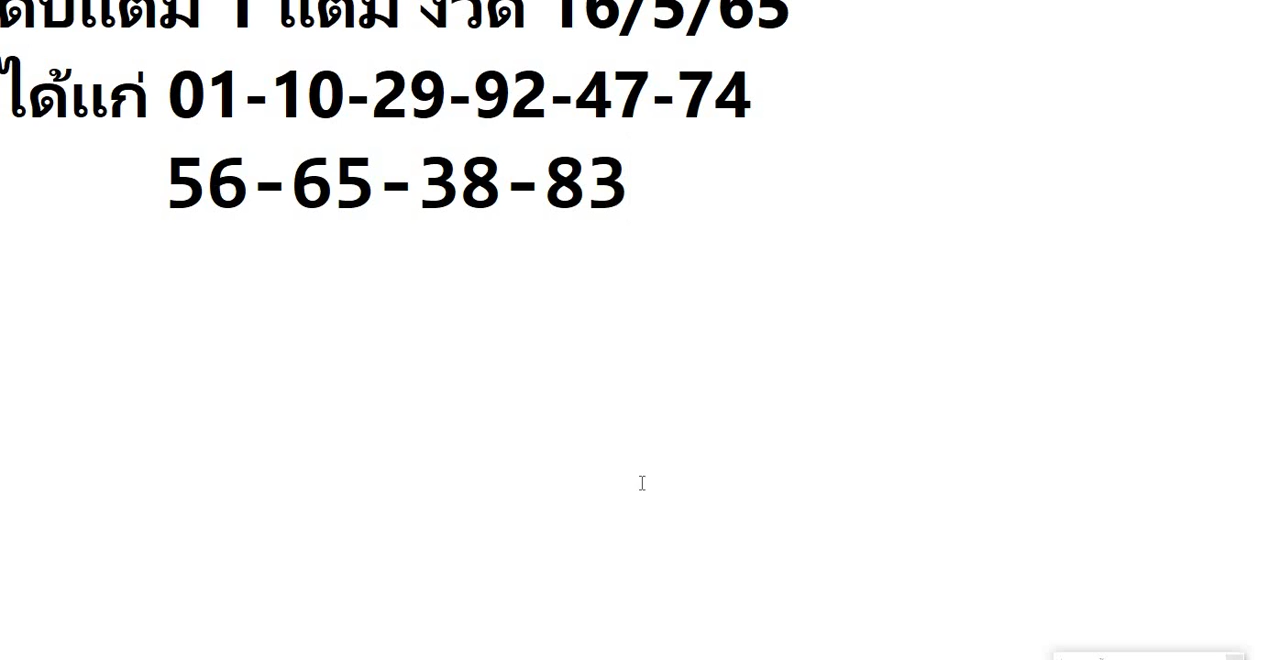 ดับแต้ม 1 แต้ม งวด 16/5/65
ได้แก่ 01-10-29-92-47-74
56-65-38-83